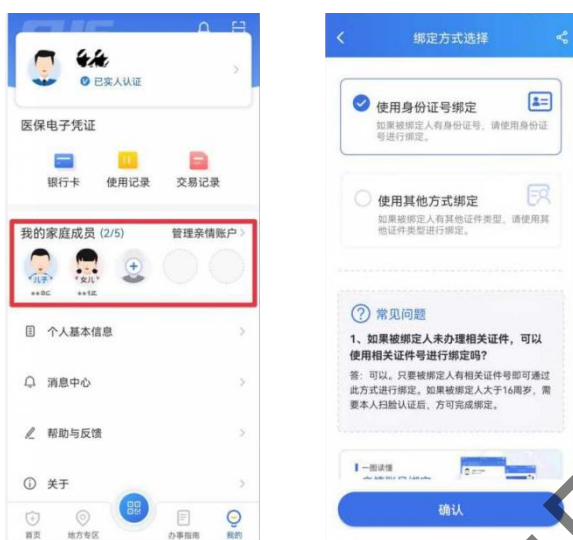 已实人认证
医保电子凭证
银行卡 使用记录 交易记录
我的家庭成员 (2/5) 管理亲情账户
儿子 女儿
个人基本信息
消息中心
帮助与反馈
关于
首页 地方专区 办事指南 我的
绑定方式选择
使用身份证号绑定
如果被绑定人有身份证号，请使用身份证
号进行绑定。
使用其他方式绑定
如果被绑定人有其他证件类型，请使用其
他证件类型进行绑定。
常见问题
1、如果被绑定人未办理相关证件，可以
使用相关证件号进行绑定吗？
答：可以。只要被绑定人有相关证件号即可通过
此方式进行绑定。如果被绑定人大于16周岁，需
要本人扫脸认证后，方可完成绑定。
一图读懂
确认